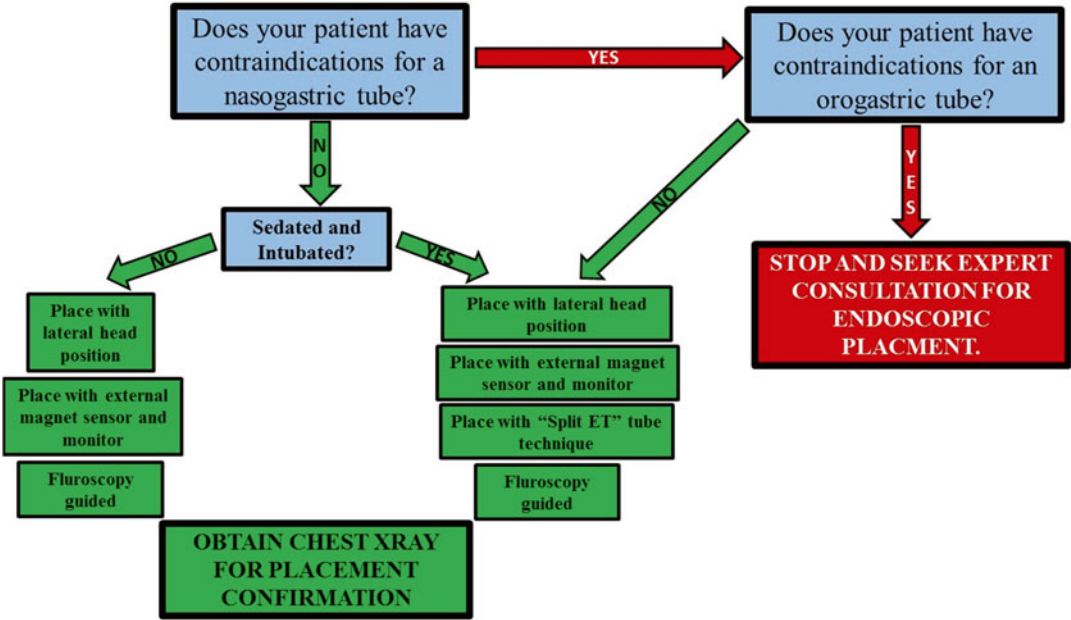 Does your patient have
contraindications for a
nasogastric tube?
YES
Does your patient have
contraindications for an
orogastric tube?
NO
NO
YES
Sedated and
Intubated?
NO
YES
STOP AND SEEK EXPERT
CONSULTATION FOR
ENDOSCOPIC
PLACMENT.
Place with
lateral head
position
Place with external
magnet sensor and
monitor
Fluroscopy
guided
Place with lateral head
position
Place with external magnet
sensor and monitor
Place with “Split ET” tube
technique
Fluroscopy
guided
OBTAIN CHEST XRAY
FOR PLACEMENT
CONFIRMATION